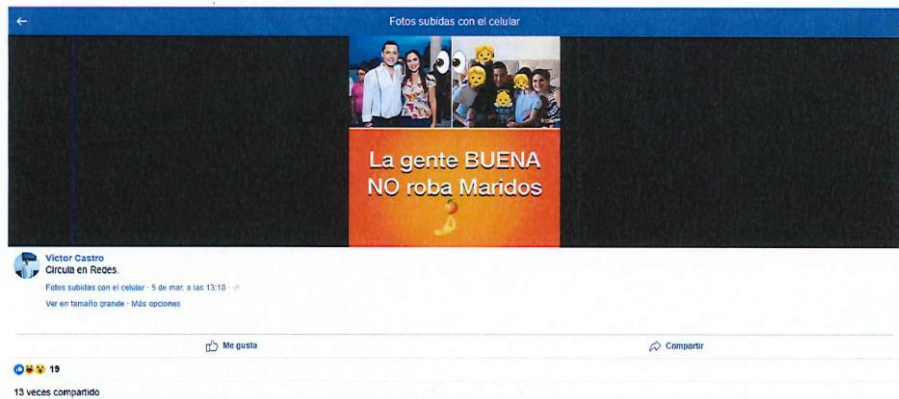 Fotos subidas con el celular
La gente BUENA
NO roba Maridos
Victor Castro
Circula en Redes.
Fotos subidas con el celular · 5 de mar. a las 13:18 ·
Ver en tamaño grande · Más opciones
Me gusta
Compartir
19
13 veces compartido